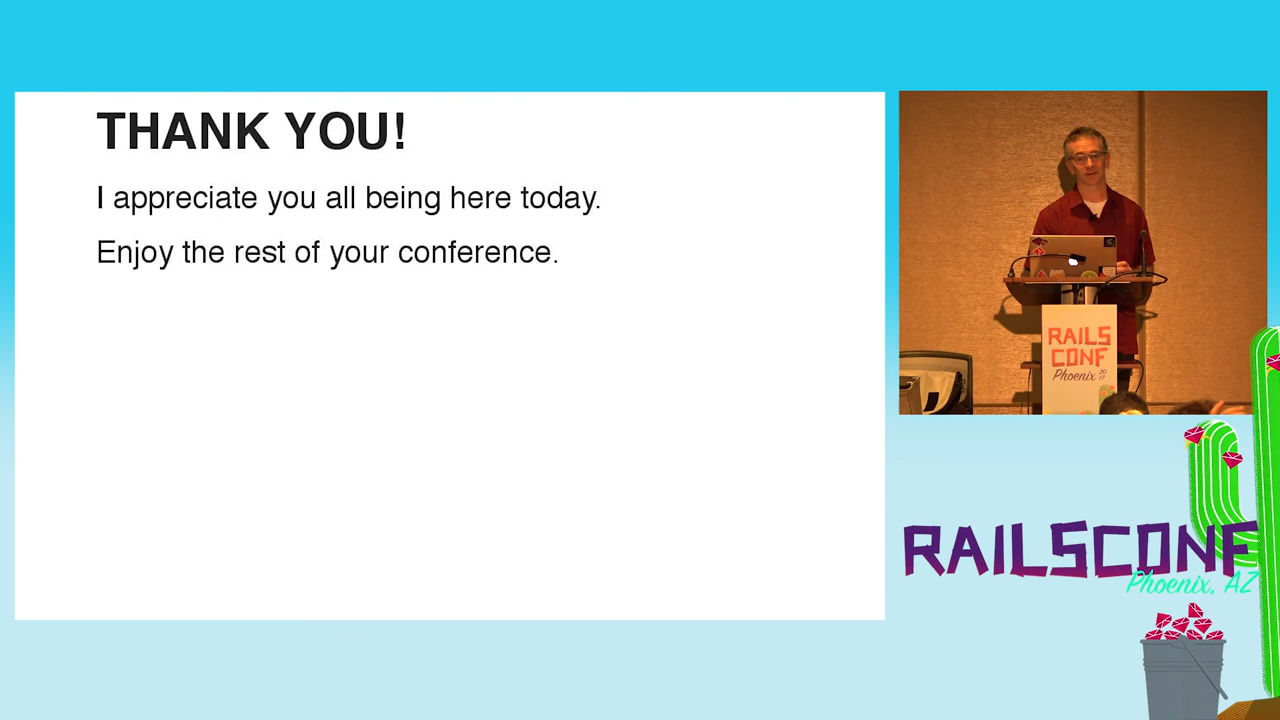 THANK YOU!
I appreciate you all being here today.
Enjoy the rest of your conference.
RAILS
CONF
Phoenix 2017
RAILSCONF
Phoenix, AZ